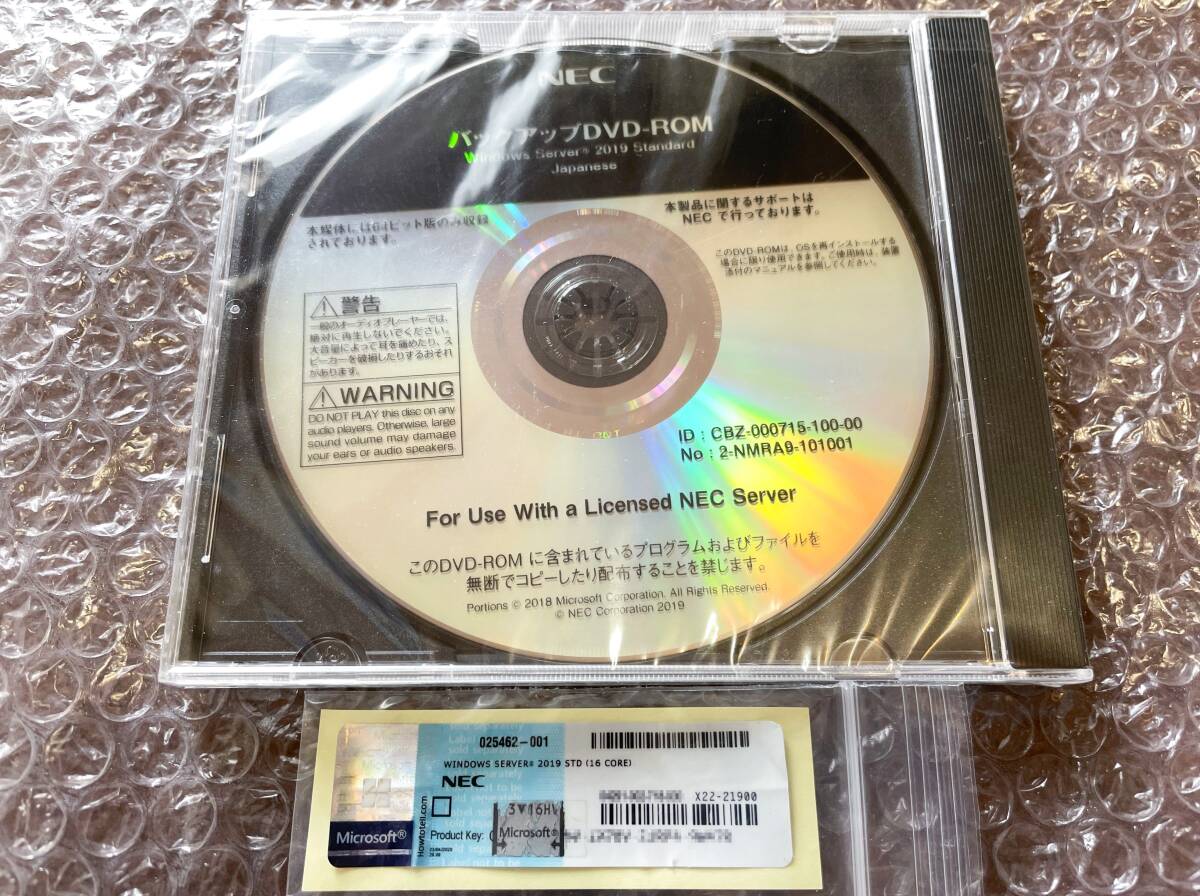 NEC
バックアップDVD-ROM
Windows Server® 2019 Standard
Japanese
本媒体には64ビット版のみ収録
されております。
本製品に関するサポートは
NEC で行っております。
このDVD-ROMは、OSを再インストールする
場合に限り使用できます。ご使用時は、装置
添付のマニュアルを参照してください。
警告
一般のオーディオプレーヤーでは、
絶対に再生しないでください。
大音量によって耳を痛めたり、ス
ピーカーを破損したりするおそれ
があります。
WARNING
DO NOT PLAY this disc on any
audio players. Otherwise, large
sound volume may damage
your ears or audio speakers.
ID : CBZ-000715-100-00
No : 2-NMRA9-101001
For Use With a Licensed NEC Server
このDVD-ROM に含まれているプログラムおよびファイルを
無断でコピーしたり配布することを禁じます。
Portions © 2018 Microsoft Corporation. All Rights Reserved.
© NEC Corporation 2019
025462-001
WINDOWS SERVER® 2019 STD (16 CORE)
NEC
X22-21900
Howtotell.com
3V16HV
Microsoft®
Product Key:
Microsoft®
Label not to be